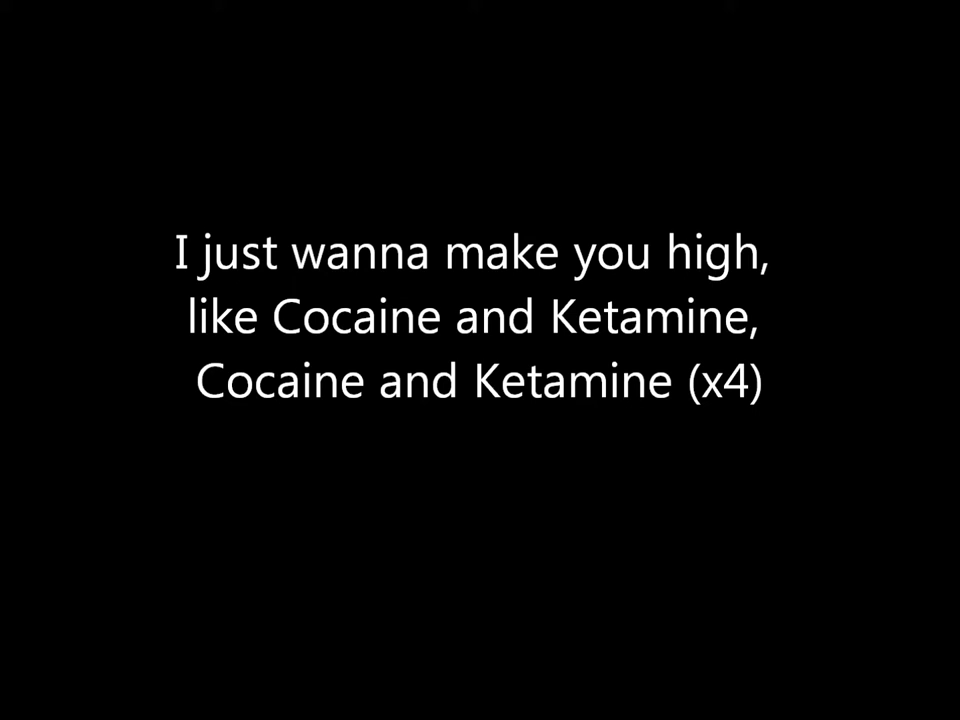 I just wanna make you high,
like Cocaine and Ketamine,
Cocaine and Ketamine (x4)